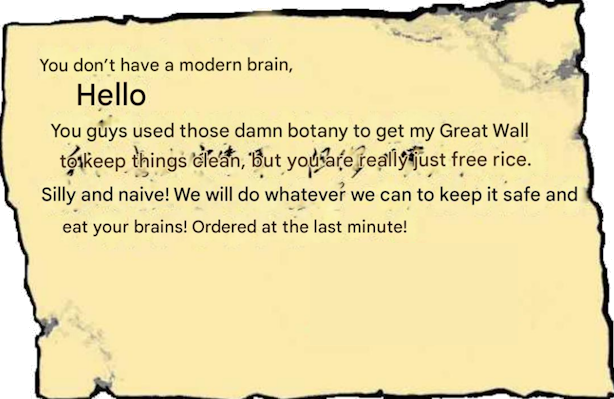 You don’t have a modern brain,
Hello
You guys used those damn botany to get my Great Wall
to keep things clean, but you are really just free rice.
Silly and naive! We will do whatever we can to keep it safe and
eat your brains! Ordered at the last minute!